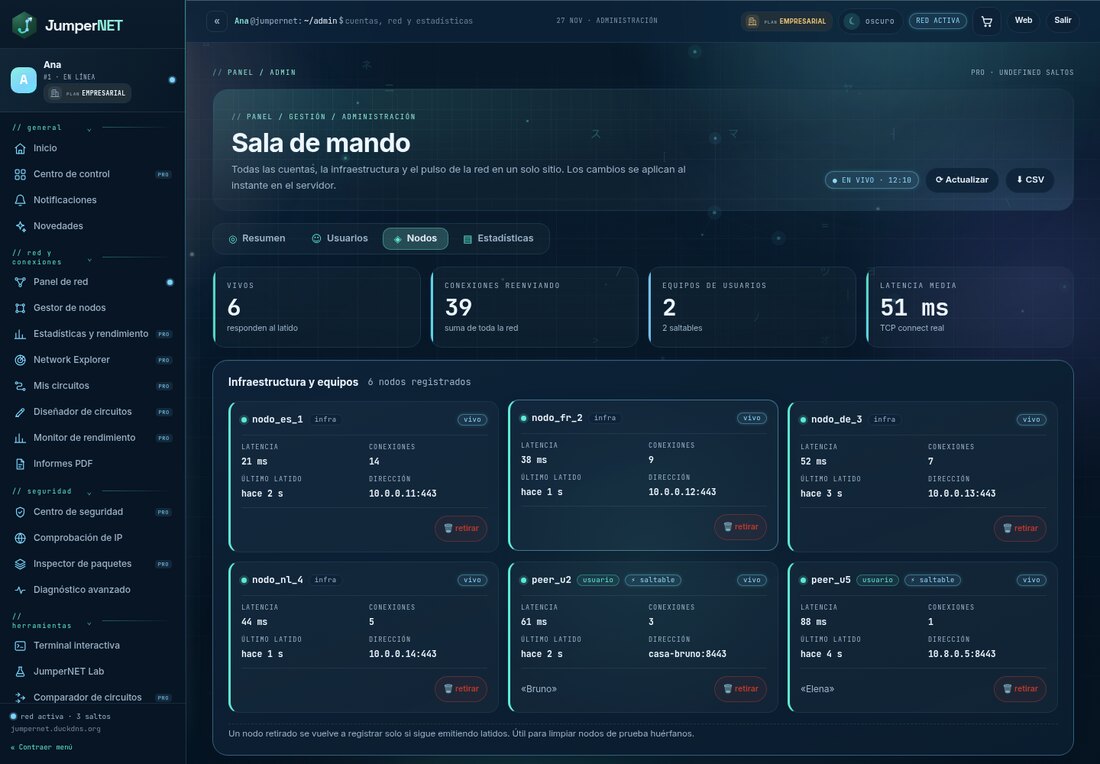 JumperNET
« Ana@jumpernet:~/admin$ cuentas, red y estadísticas
27 NOV · ADMINISTRACIÓN
PLAN EMPRESARIAL
oscuro
RED ACTIVA
Web
Salir
A
Ana
#1 · EN LÍNEA
PLAN EMPRESARIAL
// general
Inicio
Centro de control PRO
Notificaciones
Novedades
// red y
conexiones
Panel de red
Gestor de nodos
Estadísticas y rendimiento PRO
Network Explorer PRO
Mis circuitos PRO
Diseñador de circuitos PRO
Monitor de rendimiento PRO
Informes PDF
// seguridad
Centro de seguridad PRO
Comprobación de IP
Inspector de paquetes PRO
Diagnóstico avanzado
//
herramientas
Terminal interactiva
JumperNET Lab
Comparador de circuitos PRO
red activa · 3 saltos
jumpernet.duckdns.org
« Contraer menú
// PANEL / ADMIN
PRO · UNDEFINED SALTOS
// PANEL / GESTIÓN / ADMINISTRACIÓN
Sala de mando
Todas las cuentas, la infraestructura y el pulso de la red en un solo sitio. Los cambios se aplican al
instante en el servidor.
● EN VIVO · 12:10
⟳ Actualizar
⬇ CSV
◎ Resumen
☺ Usuarios
◈ Nodos
▤ Estadísticas
VIVOS
6
responden al latido
CONEXIONES REENVIANDO
39
suma de toda la red
EQUIPOS DE USUARIOS
2
2 saltables
LATENCIA MEDIA
51 ms
TCP connect real
Infraestructura y equipos 6 nodos registrados
nodo_es_1 infra vivo
LATENCIA CONEXIONES
21 ms 14
ÚLTIMO LATIDO DIRECCIÓN
hace 2 s 10.0.0.11:443
🗑 retirar
nodo_fr_2 infra vivo
LATENCIA CONEXIONES
38 ms 9
ÚLTIMO LATIDO DIRECCIÓN
hace 1 s 10.0.0.12:443
🗑 retirar
nodo_de_3 infra vivo
LATENCIA CONEXIONES
52 ms 7
ÚLTIMO LATIDO DIRECCIÓN
hace 3 s 10.0.0.13:443
🗑 retirar
nodo_nl_4 infra vivo
LATENCIA CONEXIONES
44 ms 5
ÚLTIMO LATIDO DIRECCIÓN
hace 1 s 10.0.0.14:443
🗑 retirar
peer_u2 usuario ⚡ saltable vivo
LATENCIA CONEXIONES
61 ms 3
ÚLTIMO LATIDO DIRECCIÓN
hace 2 s casa-bruno:8443
«Bruno» 🗑 retirar
peer_u5 usuario ⚡ saltable vivo
LATENCIA CONEXIONES
88 ms 1
ÚLTIMO LATIDO DIRECCIÓN
hace 4 s 10.8.0.5:8443
«Elena» 🗑 retirar
Un nodo retirado se vuelve a registrar solo si sigue emitiendo latidos. Útil para limpiar nodos de prueba huérfanos.